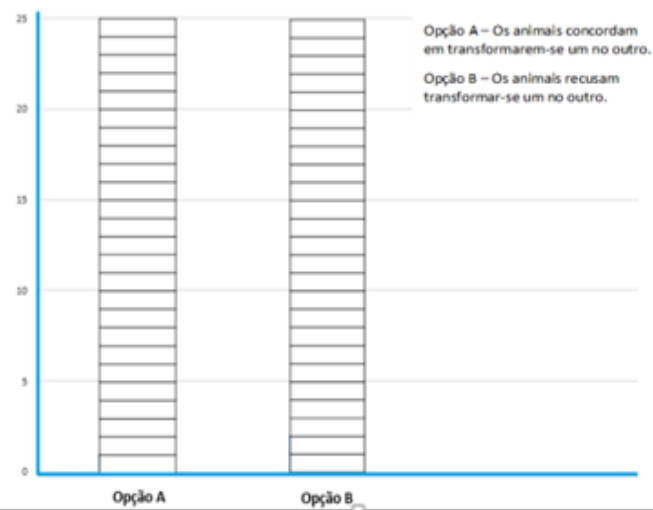 25
20
15
10
5
0
Opção A – Os animais concordam
em transformarem-se um no outro.
Opção B – Os animais recusam
transformar-se um no outro.
Opção A
Opção B